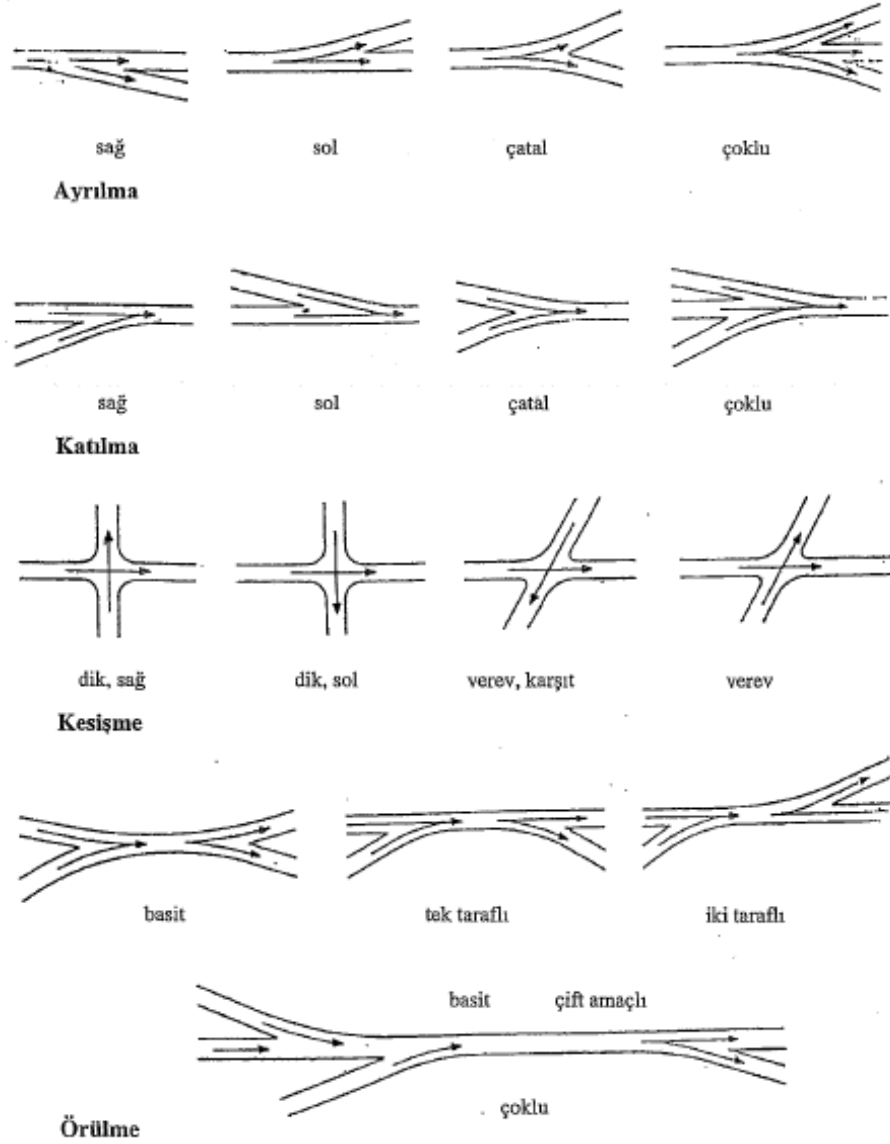 sağ sol çatal çoklu
Ayrılma
sağ sol çatal çoklu
Katılma
dik, sağ dik, sol verev, karşıt verev
Kesişme
basit tek taraflı iki taraflı
basit çift amaçlı
çoklu
Örülme